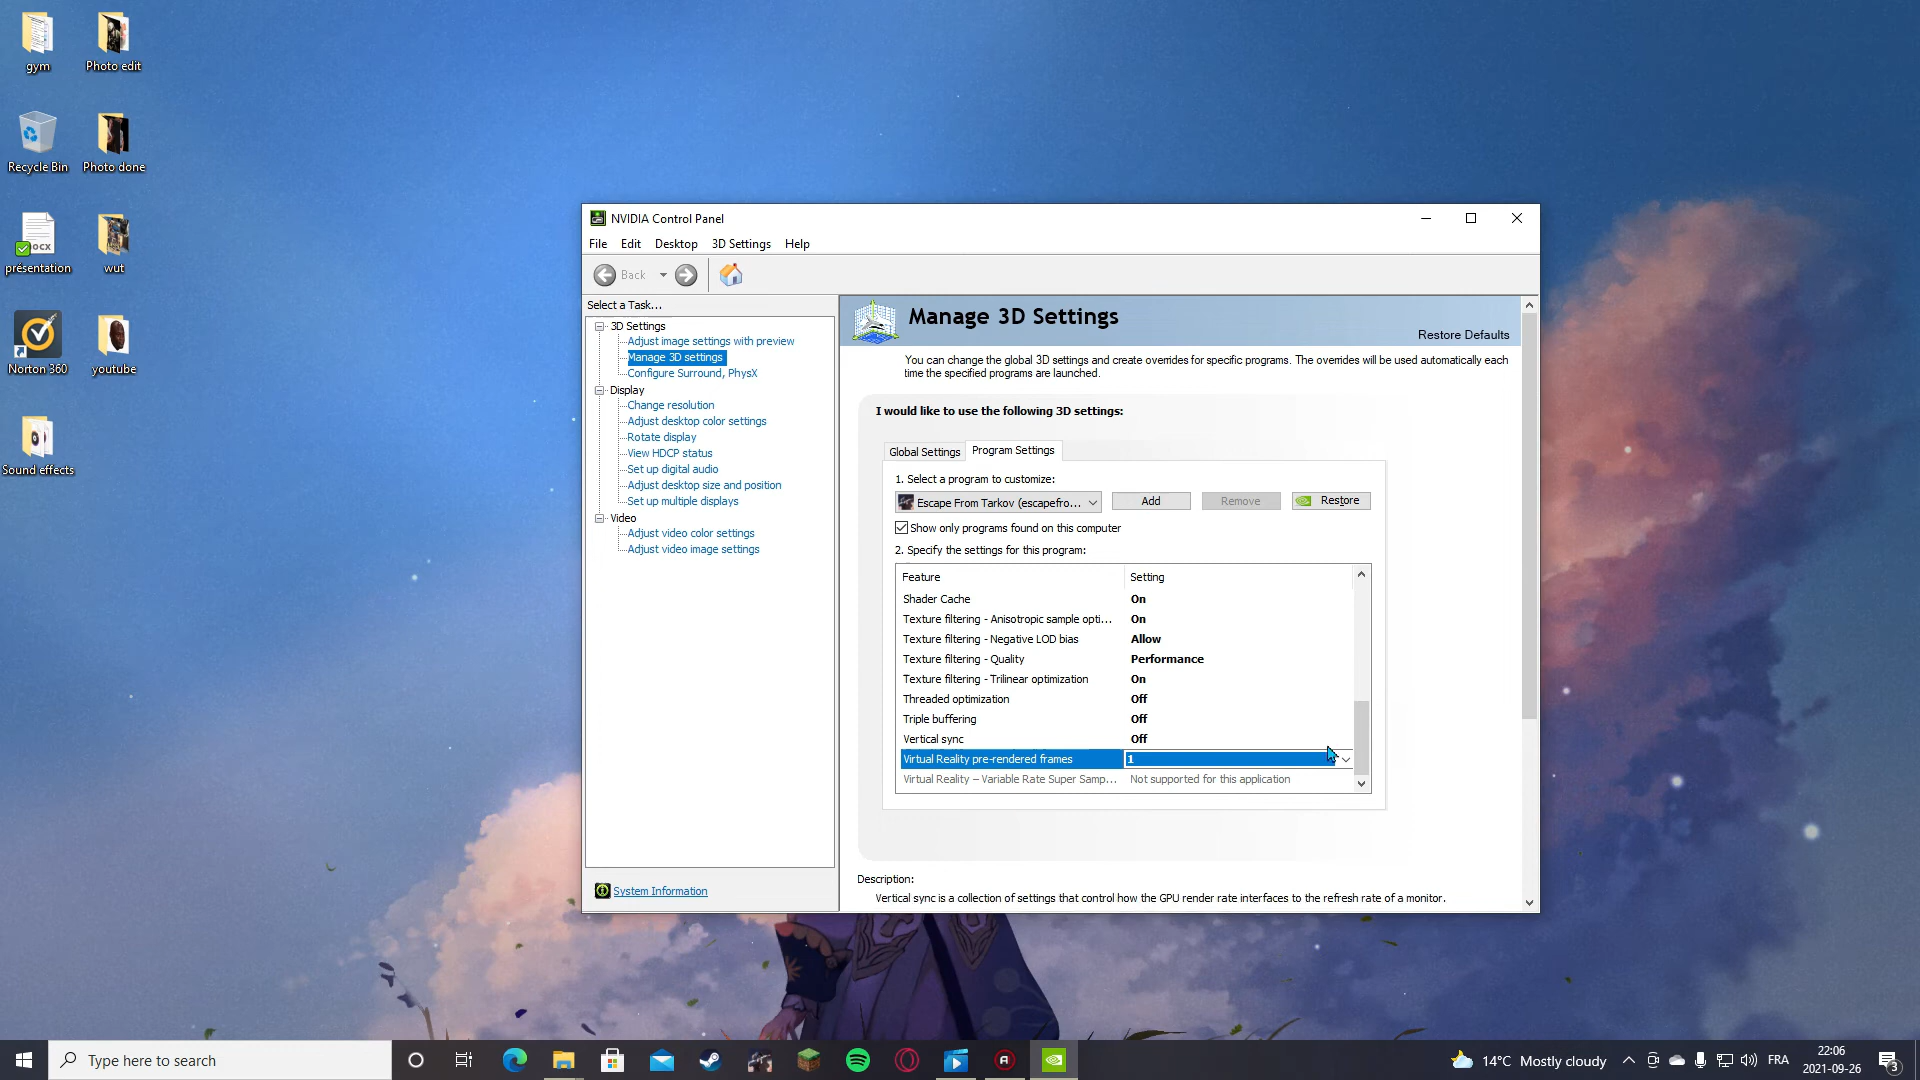 gym
Photo edit
Recycle Bin
Photo done
présentation
wut
Norton 360
youtube
Sound effects
NVIDIA Control Panel
File Edit Desktop 3D Settings Help
Back
Select a Task...
3D Settings
Adjust image settings with preview
Manage 3D settings
Configure Surround, PhysX
Display
Change resolution
Adjust desktop color settings
Rotate display
View HDCP status
Set up digital audio
Adjust desktop size and position
Set up multiple displays
Video
Adjust video color settings
Adjust video image settings
System Information
Manage 3D Settings
Restore Defaults
You can change the global 3D settings and create overrides for specific programs. The overrides will be used automatically each
time the specified programs are launched.
I would like to use the following 3D settings:
Global Settings Program Settings
1. Select a program to customize:
Escape From Tarkov (escapefro... Add Remove Restore
Show only programs found on this computer
2. Specify the settings for this program:
Feature Setting
Shader Cache On
Texture filtering - Anisotropic sample opti... On
Texture filtering - Negative LOD bias Allow
Texture filtering - Quality Performance
Texture filtering - Trilinear optimization On
Threaded optimization Off
Triple buffering Off
Vertical sync Off
Virtual Reality pre-rendered frames 1
Virtual Reality – Variable Rate Super Samp... Not supported for this application
Description:
Vertical sync is a collection of settings that control how the GPU render rate interfaces to the refresh rate of a monitor.
Type here to search
14°C Mostly cloudy
FRA
22:06
2021-09-26
3